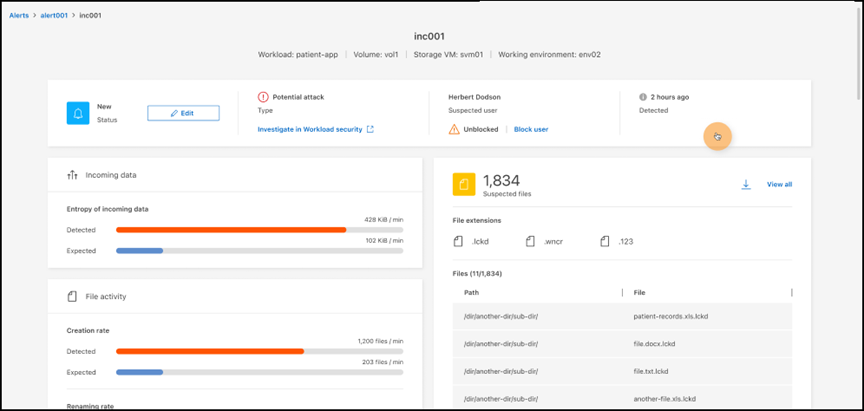 Alerts > alert001 > inc001
inc001
Workload: patient-app | Volume: vol1 | Storage VM: svm01 | Working environment: env02
New
Status
Edit
Potential attack
Type
Investigate in Workload security
Herbert Dodson
Suspected user
Unblocked | Block user
2 hours ago
Detected
Incoming data
Entropy of incoming data
428 KiB / min
Detected
102 KiB / min
Expected
File activity
Creation rate
1,200 files / min
Detected
203 files / min
Expected
Renaming rate
1,834
Suspected files
View all
File extensions
.lckd .wncr .123
Files (11/1,834)
Path | File |
/dir/another-dir/sub-dir/ patient-records.xls.lckd
/dir/another-dir/sub-dir/ file.docx.lckd
/dir/another-dir/sub-dir/ file.txt.lckd
/dir/another-dir/sub-dir/ another-file.xls.lckd